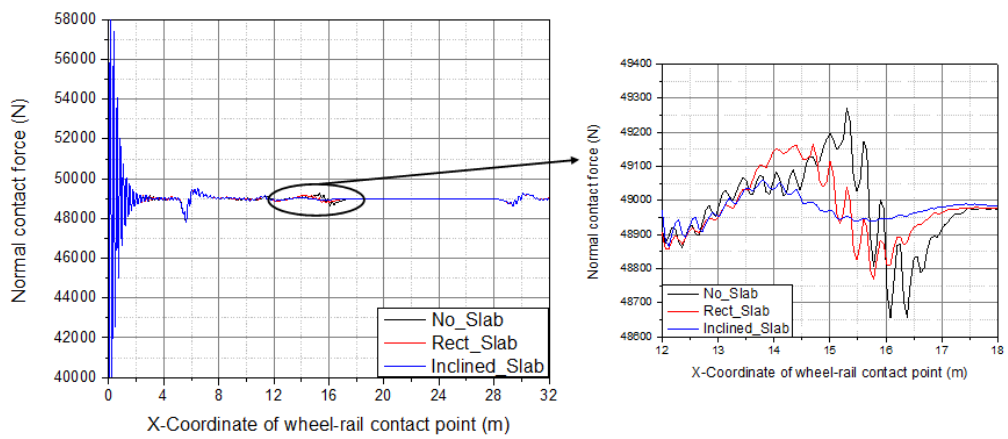 58000
56000
54000
52000
50000
48000
46000
44000
42000
40000
Normal contact force (N)
No_Slab
Rect_Slab
Inclined_Slab
0 4 8 12 16 20 24 28 32
X-Coordinate of wheel-rail contact point (m)
49400
49300
49200
49100
49000
48900
48800
48700
48600
Normal contact force (N)
No_Slab
Rect_Slab
Inclined_Slab
12 13 14 15 16 17 18
X-Coordinate of wheel-rail contact point (m)